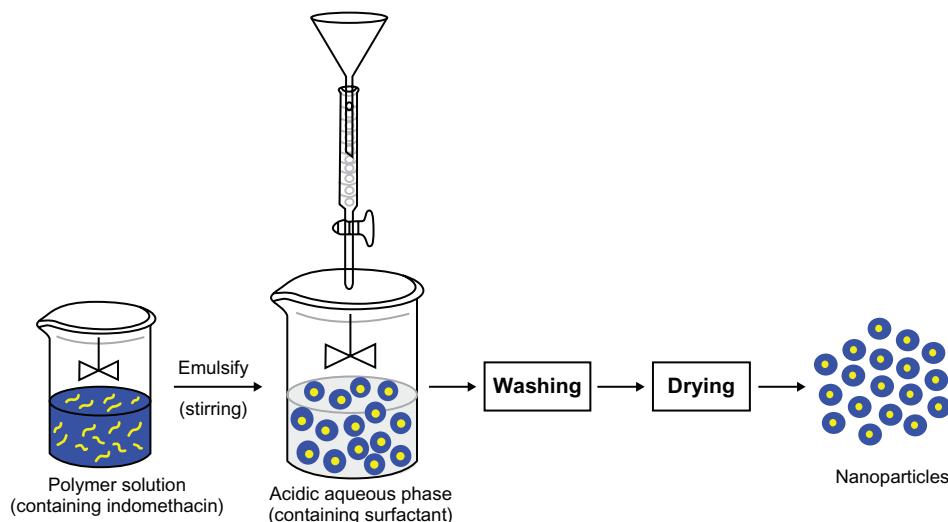 Emulsify
(stirring)
Washing
Drying
Polymer solution
(containing indomethacin)
Acidic aqueous phase
(containing surfactant)
Nanoparticles